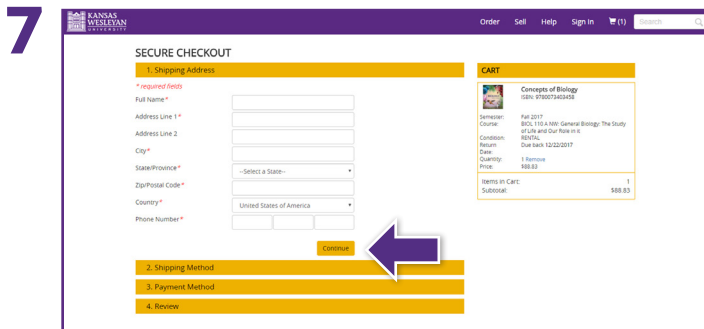 7
KANSAS
WESLEYAN
UNIVERSITY
Order Sell Help Sign In (1) Search
SECURE CHECKOUT
1. Shipping Address
* required fields
Full Name*
Address Line 1*
Address Line 2
City*
State/Province* --Select a State--
Zip/Postal Code*
Country* United States of America
Phone Number*
Continue
2. Shipping Method
3. Payment Method
4. Review
CART
Concepts of Biology
ISBN: 9780073403458
Semester: Fall 2017
Course: BIOL 110 A NW: General Biology: The Study
of Life and Our Role in it
Condition: RENTAL
Return Due back 12/22/2017
Date:
Quantity: 1 Remove
Price: $88.83
Items in Cart: 1
Subtotal: $88.83